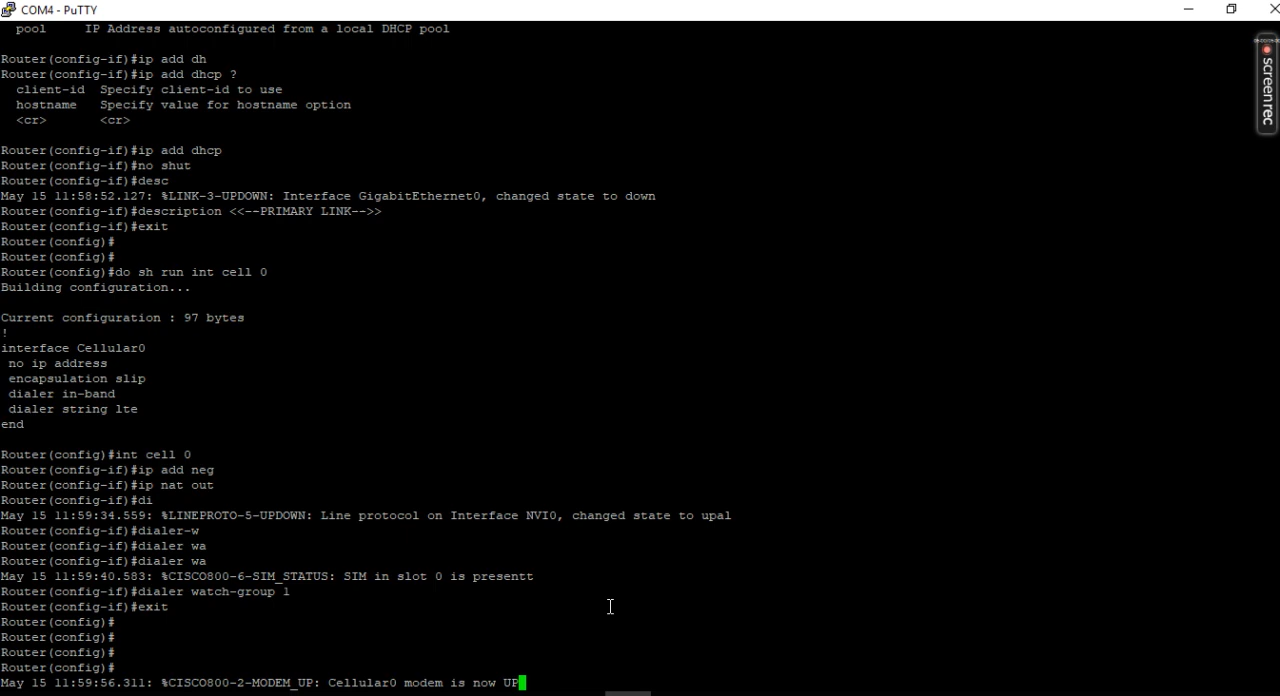 COM4 - PuTTY
pool     IP Address autoconfigured from a local DHCP pool
Router(config-if)#ip add dh
Router(config-if)#ip add dhcp ?
client-id  Specify client-id to use
hostname   Specify value for hostname option
<cr>       <cr>
Router(config-if)#ip add dhcp
Router(config-if)#no shut
Router(config-if)#desc
May 15 11:58:52.127: %LINK-3-UPDOWN: Interface GigabitEthernet0, changed state to down
Router(config-if)#description <<--PRIMARY LINK-->>
Router(config-if)#exit
Router(config)#
Router(config)#
Router(config)#do sh run int cell 0
Building configuration...
Current configuration : 97 bytes
!
interface Cellular0
no ip address
encapsulation slip
dialer in-band
dialer string lte
end
Router(config)#int cell 0
Router(config-if)#ip add neg
Router(config-if)#ip nat out
Router(config-if)#di
May 15 11:59:34.559: %LINEPROTO-5-UPDOWN: Line protocol on Interface NVI0, changed state to upal
Router(config-if)#dialer-w
Router(config-if)#dialer wa
Router(config-if)#dialer wa
May 15 11:59:40.583: %CISCO800-6-SIM_STATUS: SIM in slot 0 is presentt
Router(config-if)#dialer watch-group 1
Router(config-if)#exit
Router(config)#
Router(config)#
Router(config)#
Router(config)#
May 15 11:59:56.311: %CISCO800-2-MODEM_UP: Cellular0 modem is now UP
screenrec